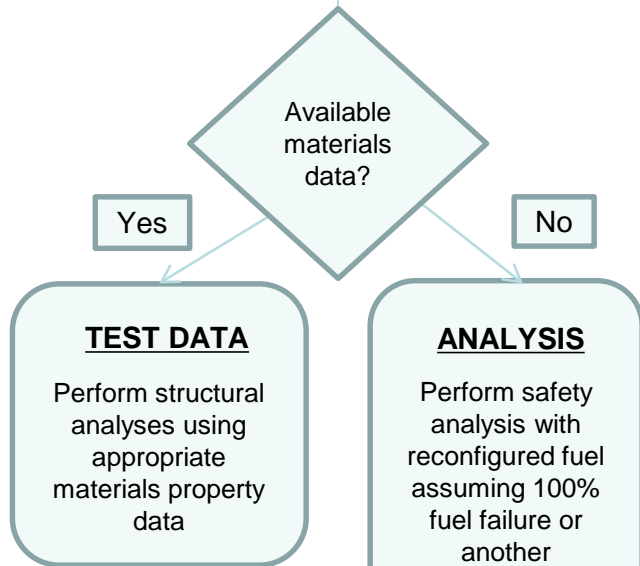 Available
materials
data?
Yes
No
TEST DATA
Perform structural
analyses using
appropriate
materials property
data
ANALYSIS
Perform safety
analysis with
reconfigured fuel
assuming 100%
fuel failure or
another